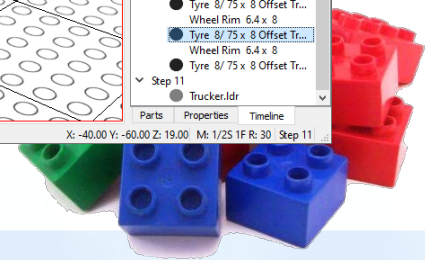 Tyre 8/ 75 x 8 Offset Tr...
Wheel Rim 6.4 x 8
Tyre 8/ 75 x 8 Offset Tr...
Wheel Rim 6.4 x 8
Tyre 8/ 75 x 8 Offset Tr...
Step 11
Trucker.ldr
Parts Properties Timeline
X: -40.00 Y: -60.00 Z: 19.00 M: 1/2S 1F R: 30 Step 11